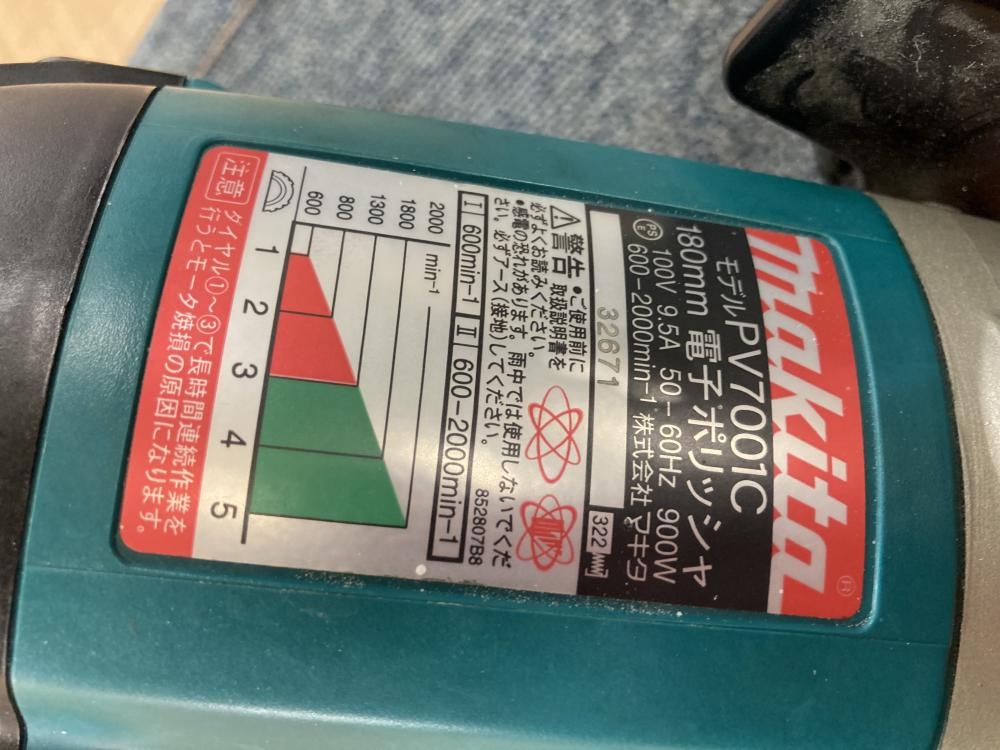 makita®
モデルPV7001C
180mm 電子ポリッシャ
100V 9.5A 50-60Hz 900W
PSE 600-2000min-1 株式会社 マキタ
32671
322
警告 ●ご使用前に取扱説明書を
必ずよくお読みください。
●感電の恐れがあります。雨中では使用しないでくだ
さい。必ずアース(接地)してください。
852807B8
I 600min-1 II 600-2000min-1
2000 min-1
1800
1300
800
600
1 2 3 4 5
注意 ダイヤル①~③で長時間連続作業を
行うとモータ焼損の原因になります。